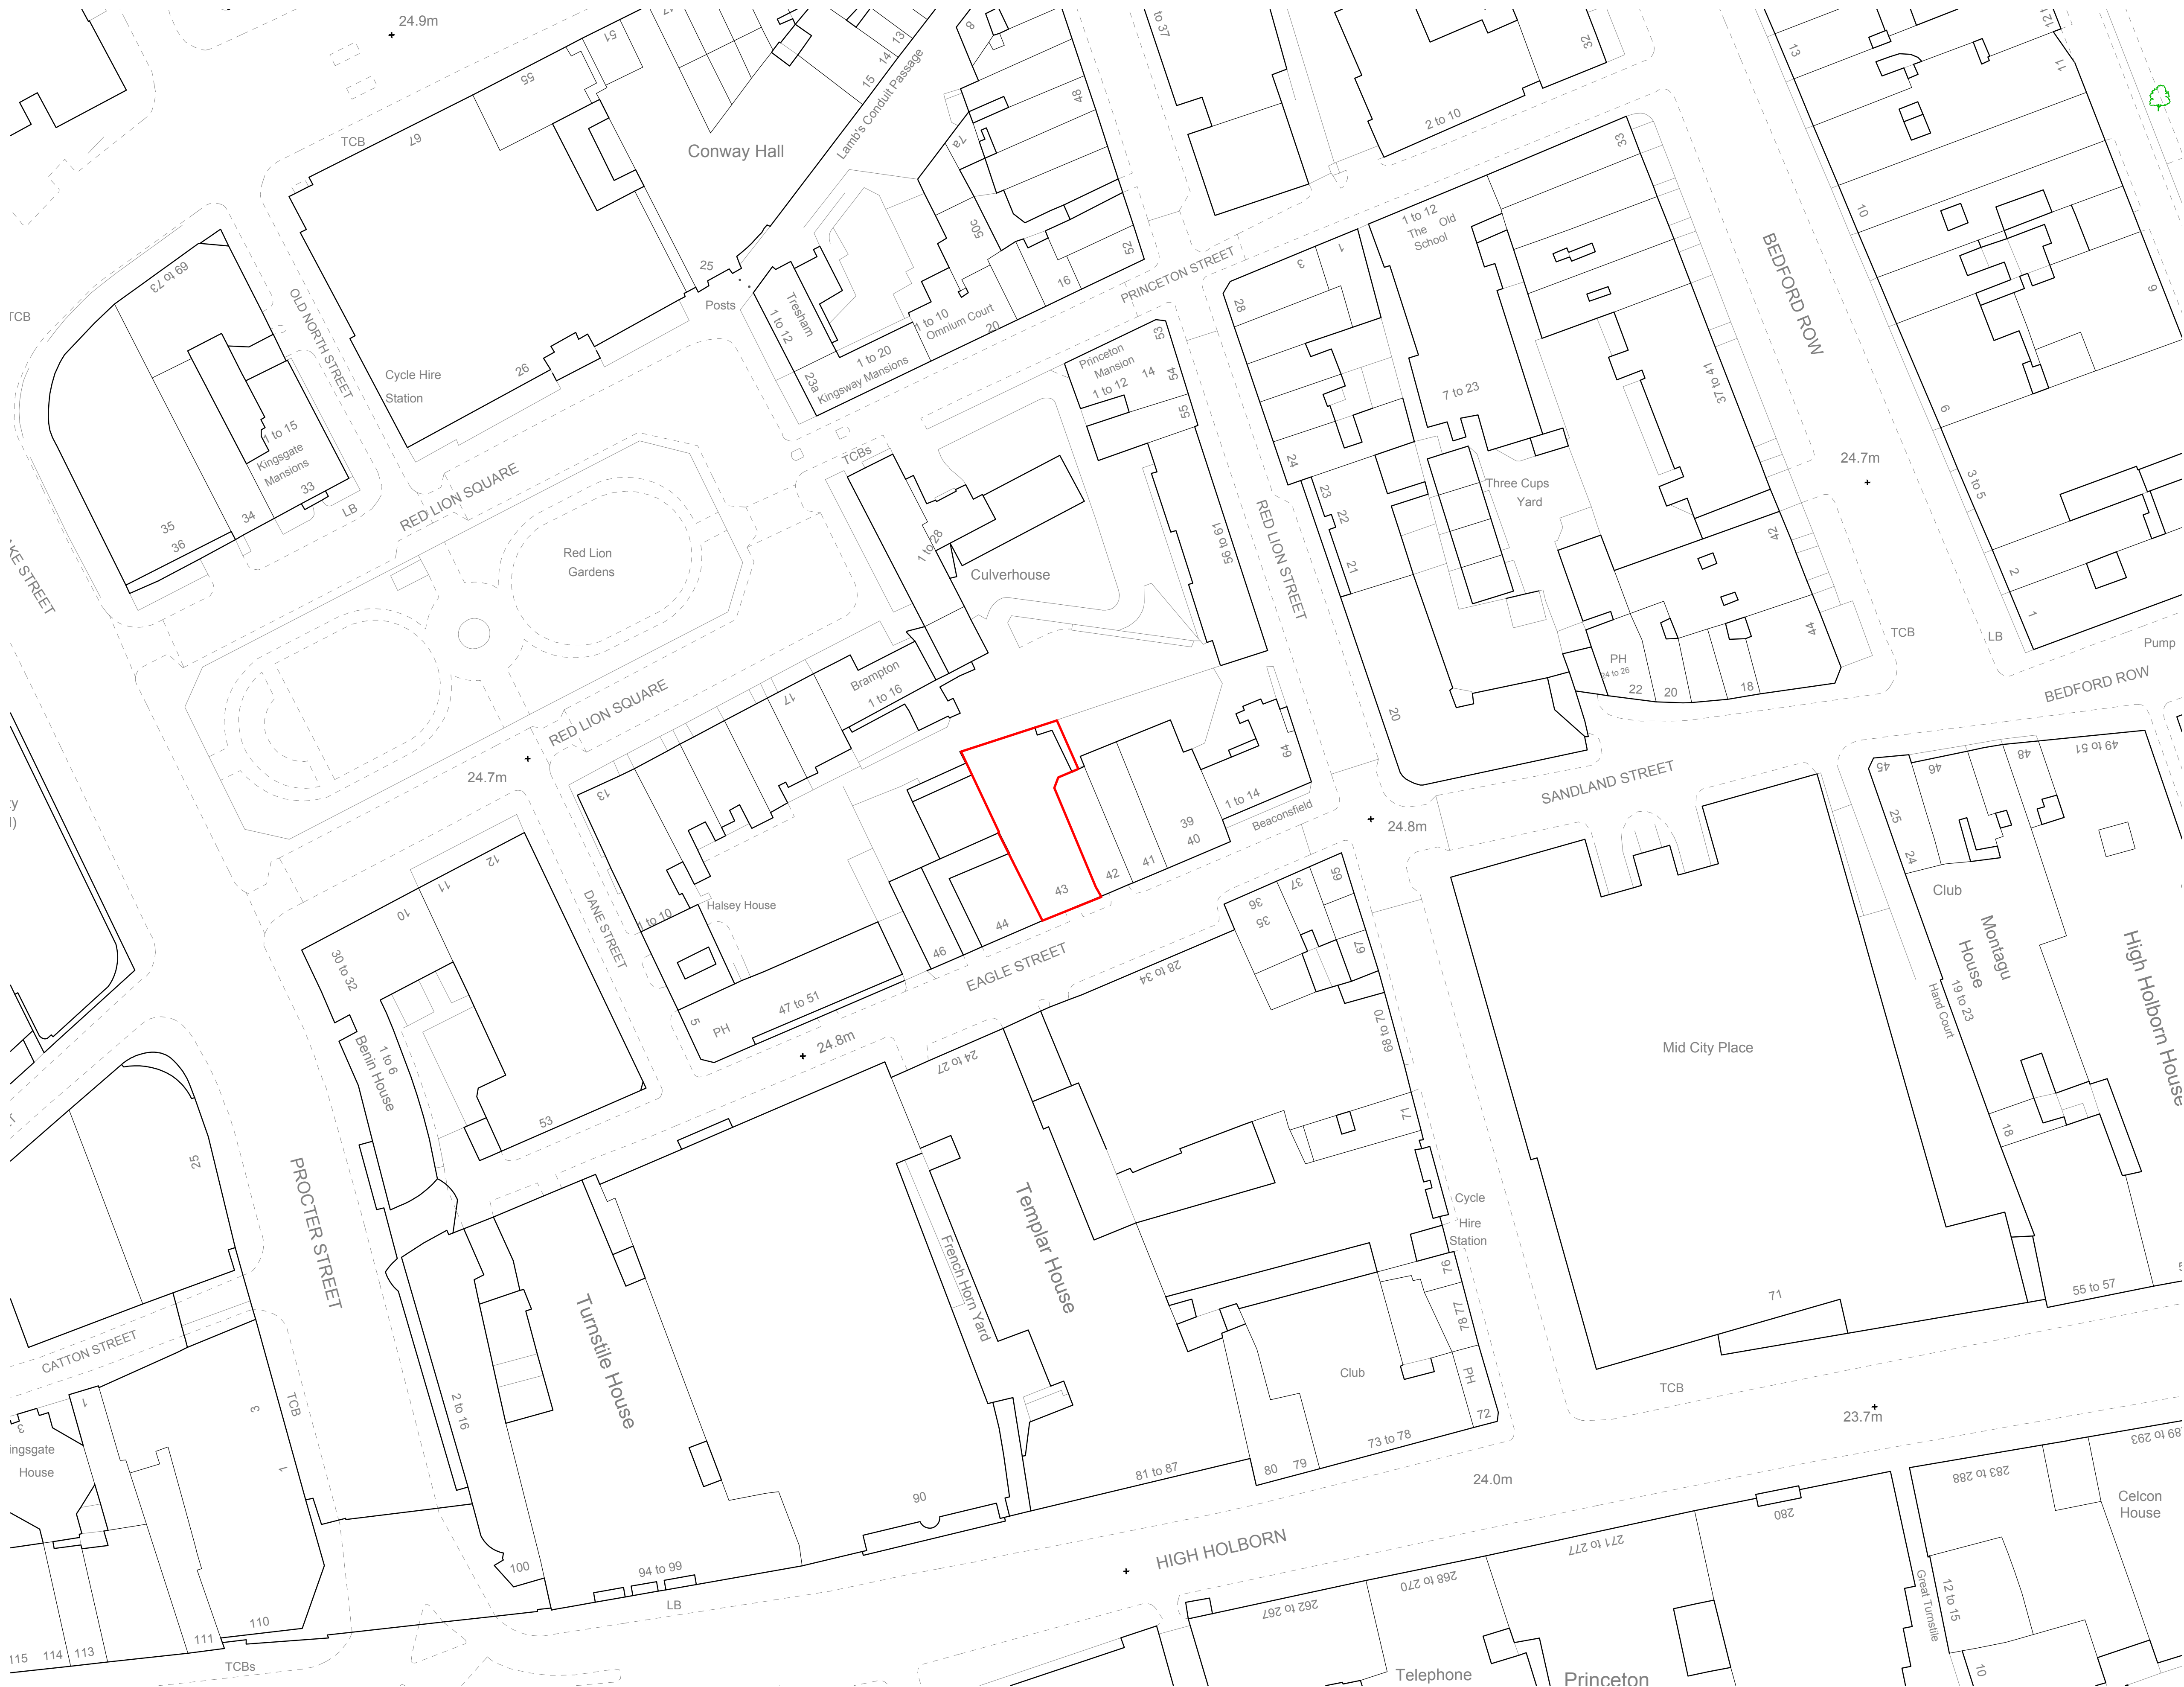 24.9m
51
55
67
TCB
Conway Hall
13
14
15
Lamb's Conduit Passage
8
48
7a
50c
52
16
to 37
32
2 to 10
33
13
12
11
10
9
6
3 to 5
2
1
BEDFORD ROW
1 to 12
The Old
School
1
3
28
PRINCETON STREET
69 to 73
TCB
OLD NORTH STREET
25
Posts
Tresham
1 to 12
1 to 10
Omnium Court
20
1 to 20
Kingsway Mansions
23a
26
Cycle Hire
Station
1 to 15
Kingsgate
Mansions
33
34
35
36
LB
RED LION SQUARE
Red Lion
Gardens
TCBs
1 to 28
Culverhouse
Princeton
Mansion
1 to 12
14
53
54
55
56 to 61
RED LION STREET
24
23
22
21
20
7 to 23
Three Cups
Yard
37 to 41
42
44
24.7m
TCB
LB
Pump
BEDFORD ROW
PH
24 to 26
22
20
18
KE STREET
RED LION SQUARE
24.7m
13
17
Brampton
1 to 16
64
1 to 14
Beaconsfield
39
40
41
42
43
44
46
EAGLE STREET
24.8m
SANDLAND STREET
45
46
48
49 to 51
25
24
Club
Montagu
House
19 to 23
Hand Court
High Holborn House
18
Mid City Place
71
55 to 57
12
11
10
30 to 32
1 to 6
Benin House
53
DANE STREET
1 to 10
Halsey House
5
PH
47 to 51
24.8m
36
35
37
65
67
28 to 34
24 to 27
68 to 70
71
Cycle
Hire
Station
76
77 78
PH
72
Club
73 to 78
79
80
81 to 87
Templar House
French Horn Yard
Turnstile House
90
94 to 99
100
LB
2 to 16
PROCTER STREET
25
CATTON STREET
TCB
3
1
1
3
ingsgate
House
110
111
113
114
115
TCBs
HIGH HOLBORN
24.0m
23.7m
TCB
262 to 267
268 to 270
271 to 277
280
283 to 288
89 to 293
Celcon
House
Great Turnstile
12 to 15
10
Telephone
Princeton